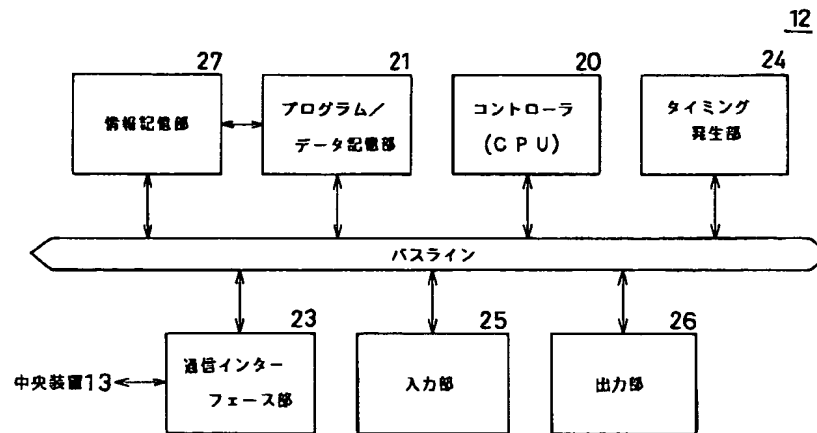 12
27
21
20
24
情報記憶部
プログラム／
データ記憶部
コントローラ
(CPU)
タイミング
発生部
バスライン
23
25
26
中央装置13
通信インター
フェース部
入力部
出力部